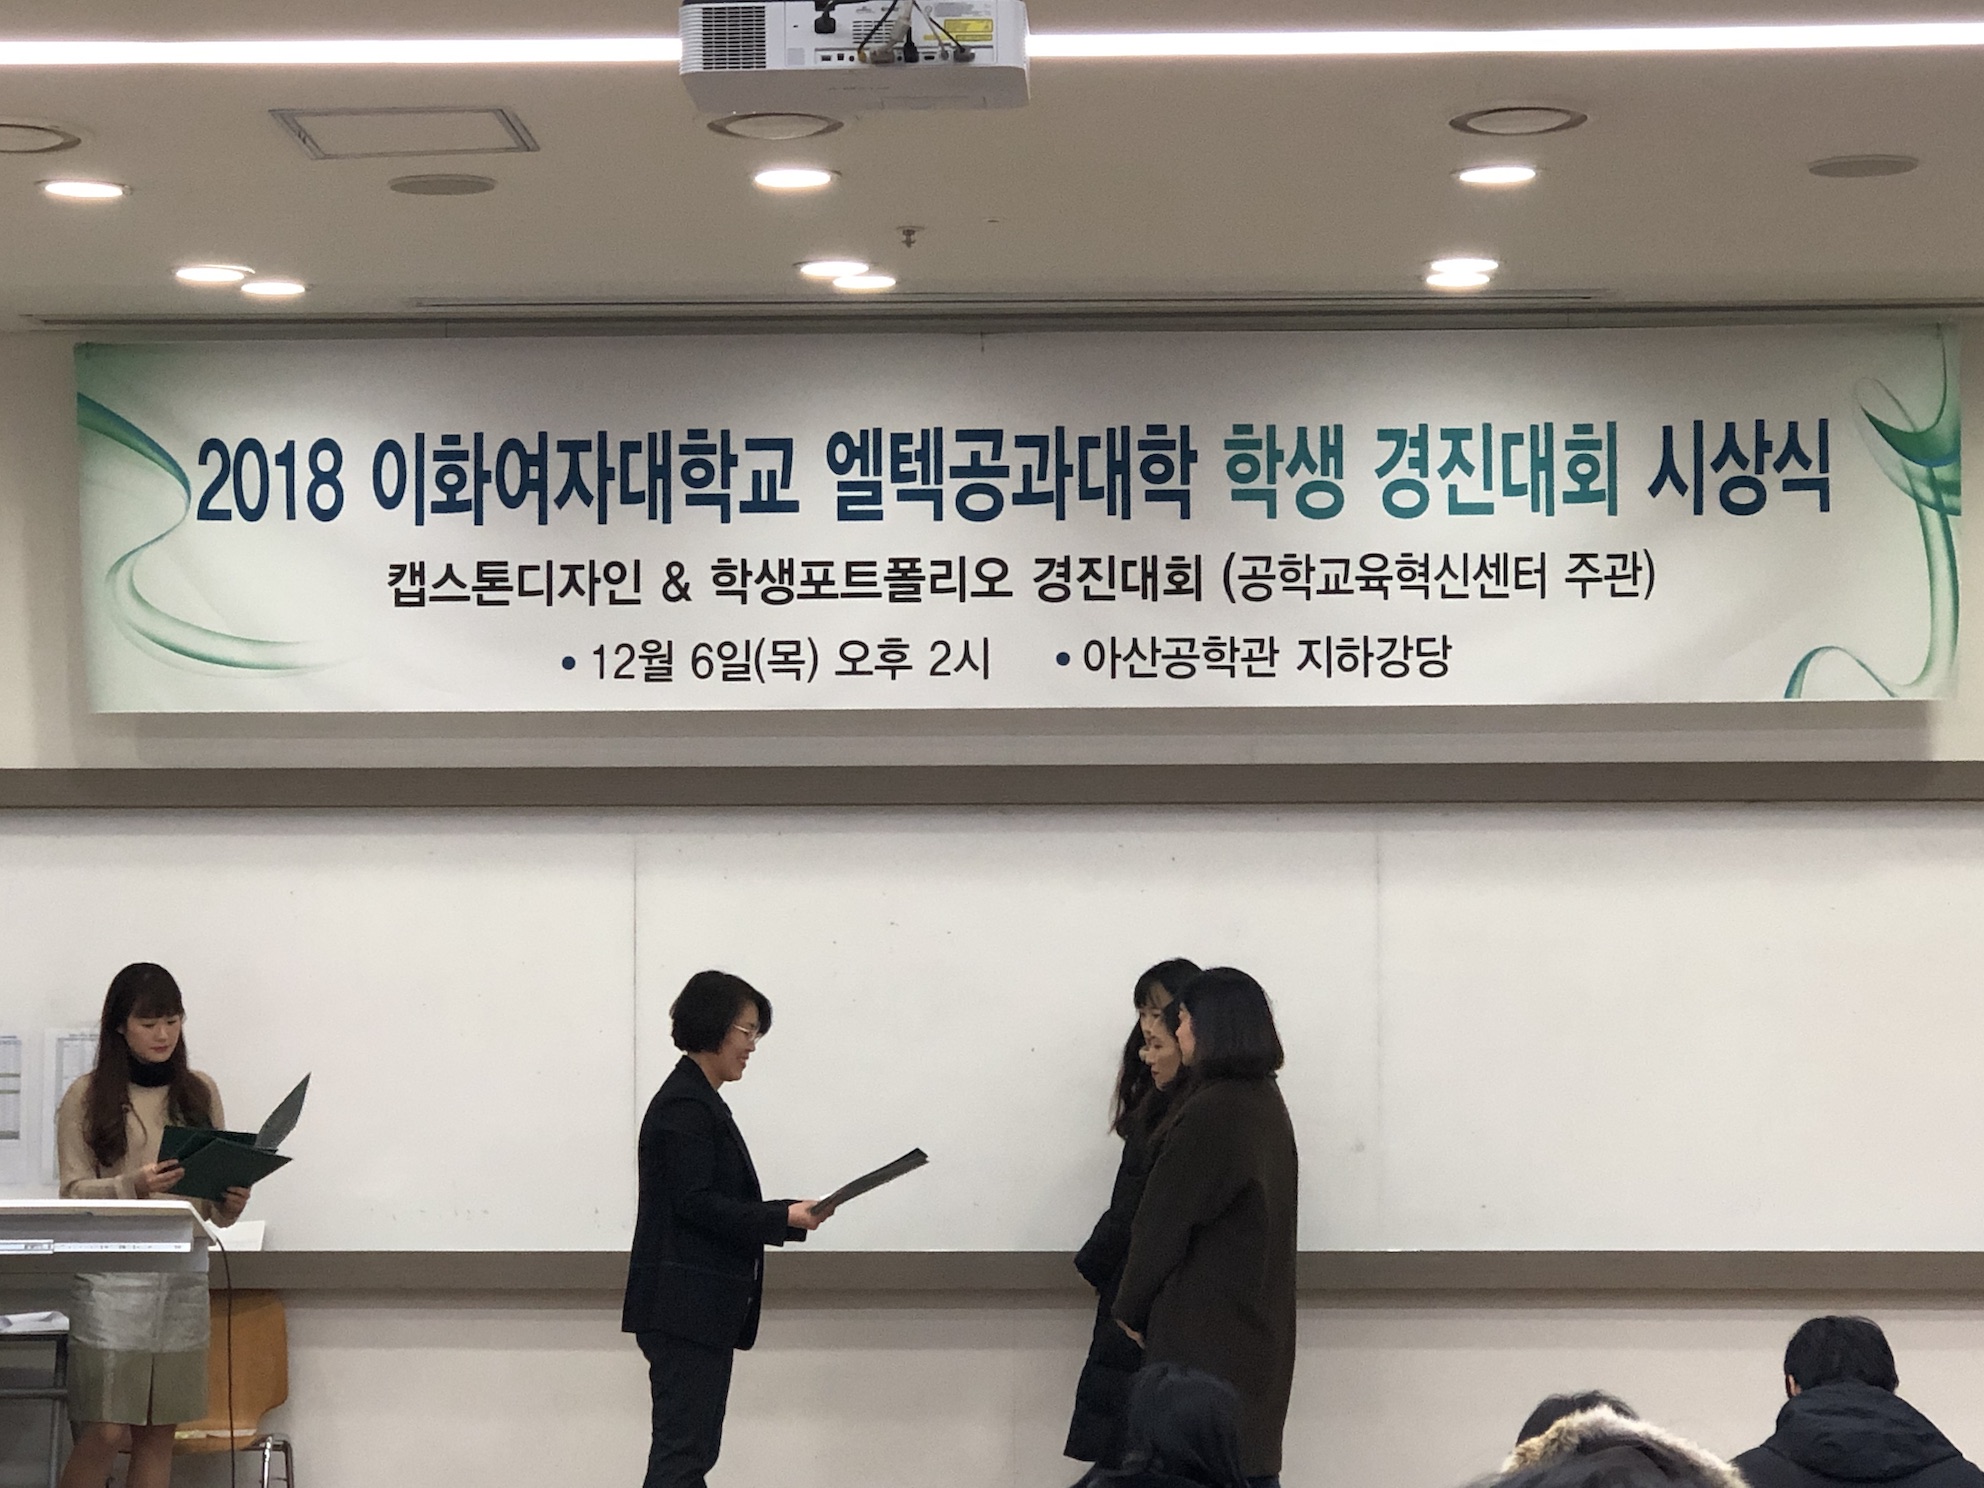 2018 이화여자대학교 엘텍공과대학 학생 경진대회 시상식
캡스톤디자인 & 학생포트폴리오 경진대회 (공학교육혁신센터 주관)
• 12월 6일(목) 오후 2시 • 아산공학관 지하강당